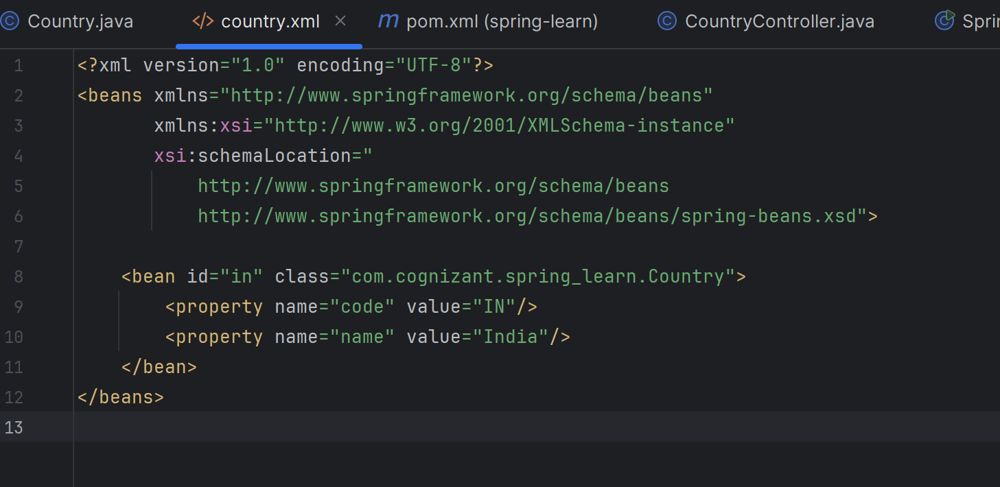 Country.java </> country.xml × m pom.xml (spring-learn) C CountryController.java C Sprin
1 <?xml version="1.0" encoding="UTF-8"?>
2 <beans xmlns="http://www.springframework.org/schema/beans"
3 xmlns:xsi="http://www.w3.org/2001/XMLSchema-instance"
4 xsi:schemaLocation="
5 http://www.springframework.org/schema/beans
6 http://www.springframework.org/schema/beans/spring-beans.xsd">
7
8 <bean id="in" class="com.cognizant.spring_learn.Country">
9 <property name="code" value="IN"/>
10 <property name="name" value="India"/>
11 </bean>
12 </beans>
13